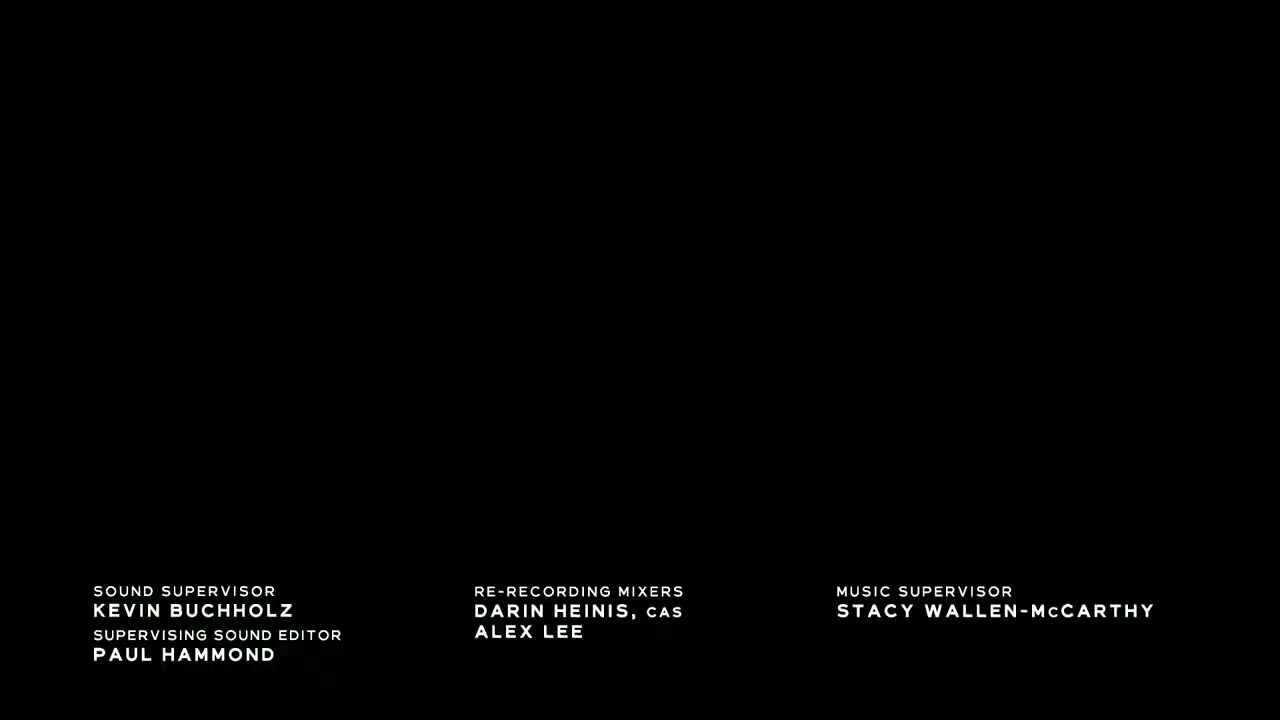 SOUND SUPERVISOR
KEVIN BUCHHOLZ
SUPERVISING SOUND EDITOR
PAUL HAMMOND
RE-RECORDING MIXERS
DARIN HEINIS, CAS
ALEX LEE
MUSIC SUPERVISOR
STACY WALLEN-McCARTHY